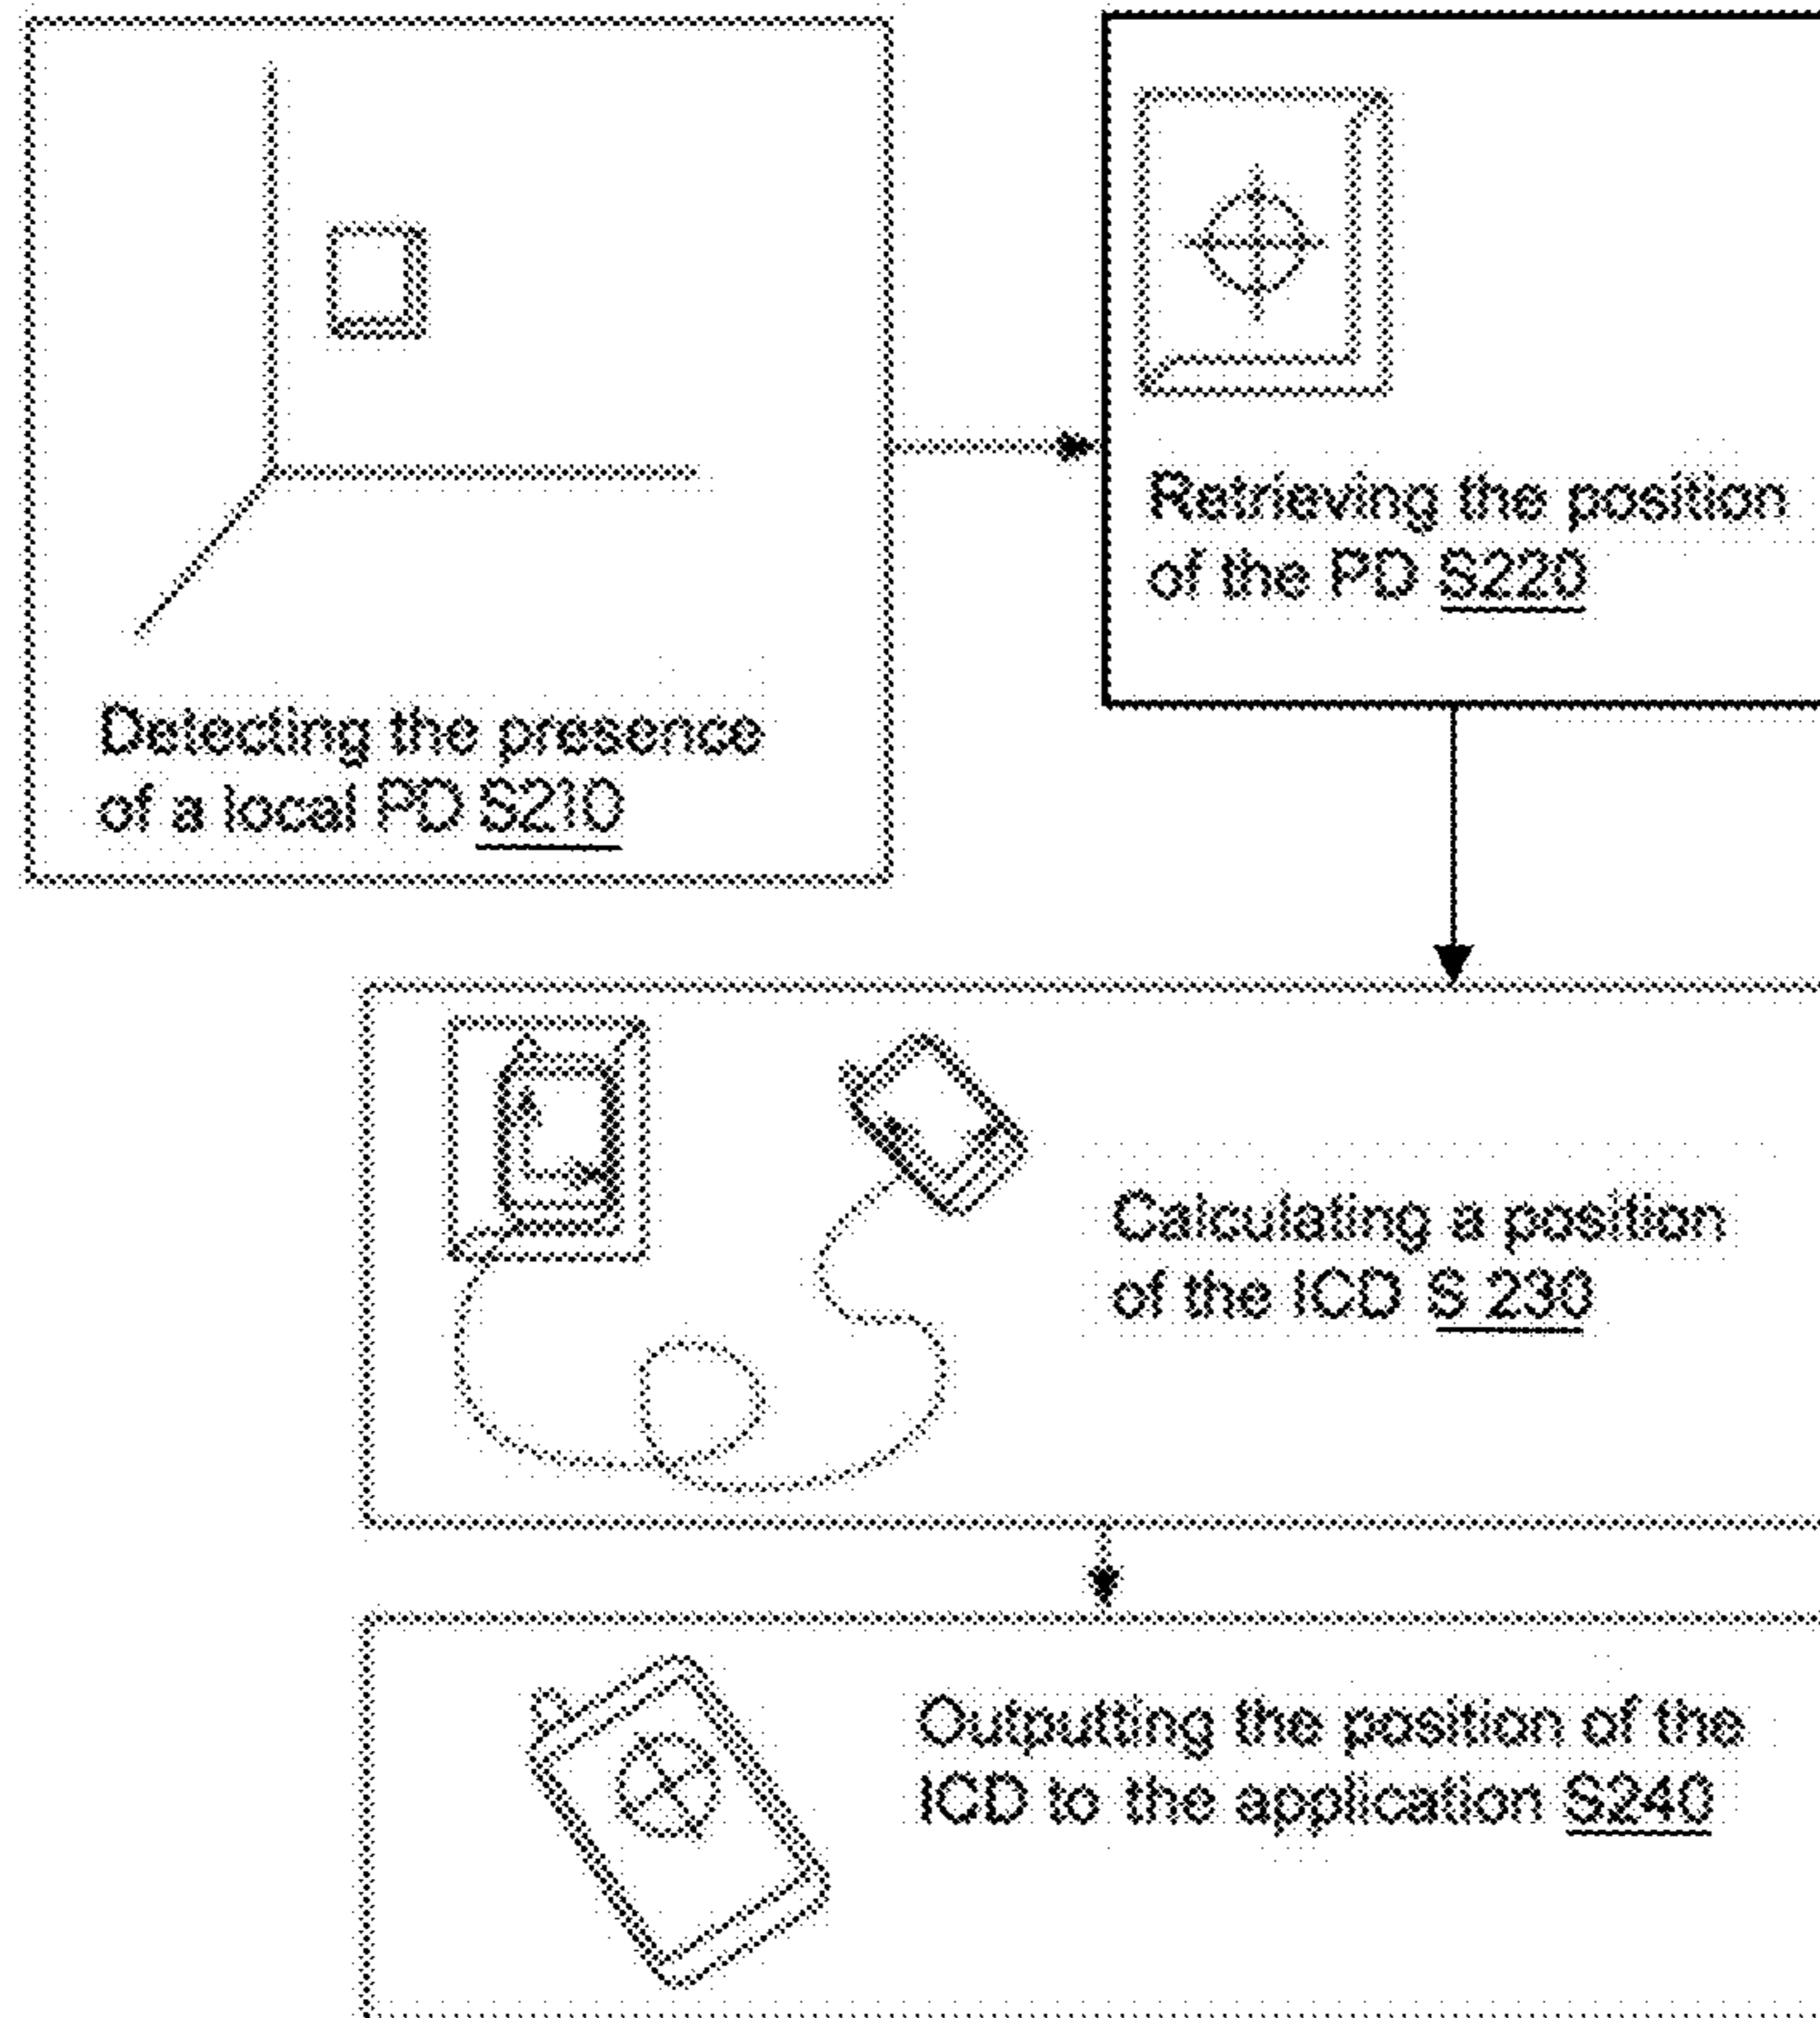 Detecting the presence
of a local PD S210
Retrieving the position
of the PD S220
Calculating a position
of the ICD S 230
Outputting the position of the
ICD to the application S240